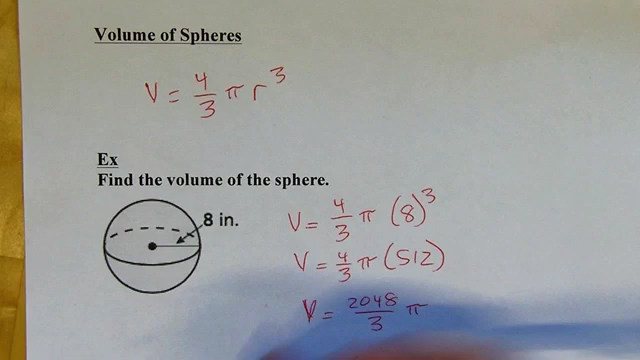 Volume of Spheres
V = 4/3 π r³
Ex
Find the volume of the sphere.
8 in.
V = 4/3 π (8)³
V = 4/3 π (512)
V = 2048/3 π